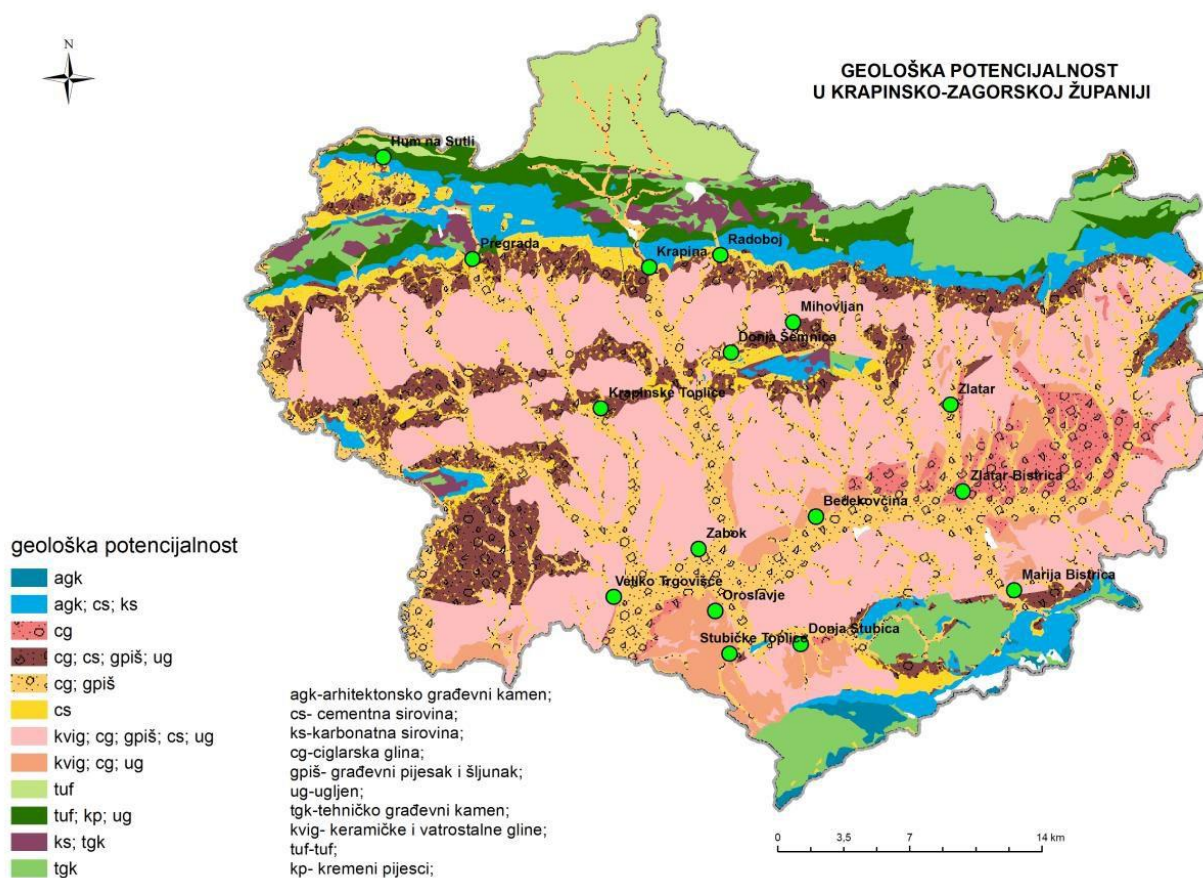 N
GEOLOŠKA POTENCIJALNOST
U KRAPINSKO-ZAGORSKOJ ŽUPANIJI
Hum na Sutli
Pregrada
Krapina
Radoboj
Mihovljan
Donja Šemnica
Krapinske Toplice
Zlatar
Zlatar-Bistrica
Bedekovčina
Zabok
Veliko Trgovišće
Oroslavje
Marija Bistrica
Stubičke Toplice
Donja Stubica
geološka potencijalnost
agk
agk; cs; ks
cg
cg; cs; gpiš; ug
cg; gpiš
cs
kvig; cg; gpiš; cs; ug
kvig; cg; ug
tuf
tuf; kp; ug
ks; tgk
tgk
agk-arhitektonsko građevni kamen;
cs- cementna sirovina;
ks-karbonatna sirovina;
cg-ciglarska glina;
gpiš- građevni pijesak i šljunak;
ug-ugljen;
tgk-tehničko građevni kamen;
kvig- keramičke i vatrostalne gline;
tuf-tuf;
kp- kremeni pijesci;
0 3,5 7 14 km